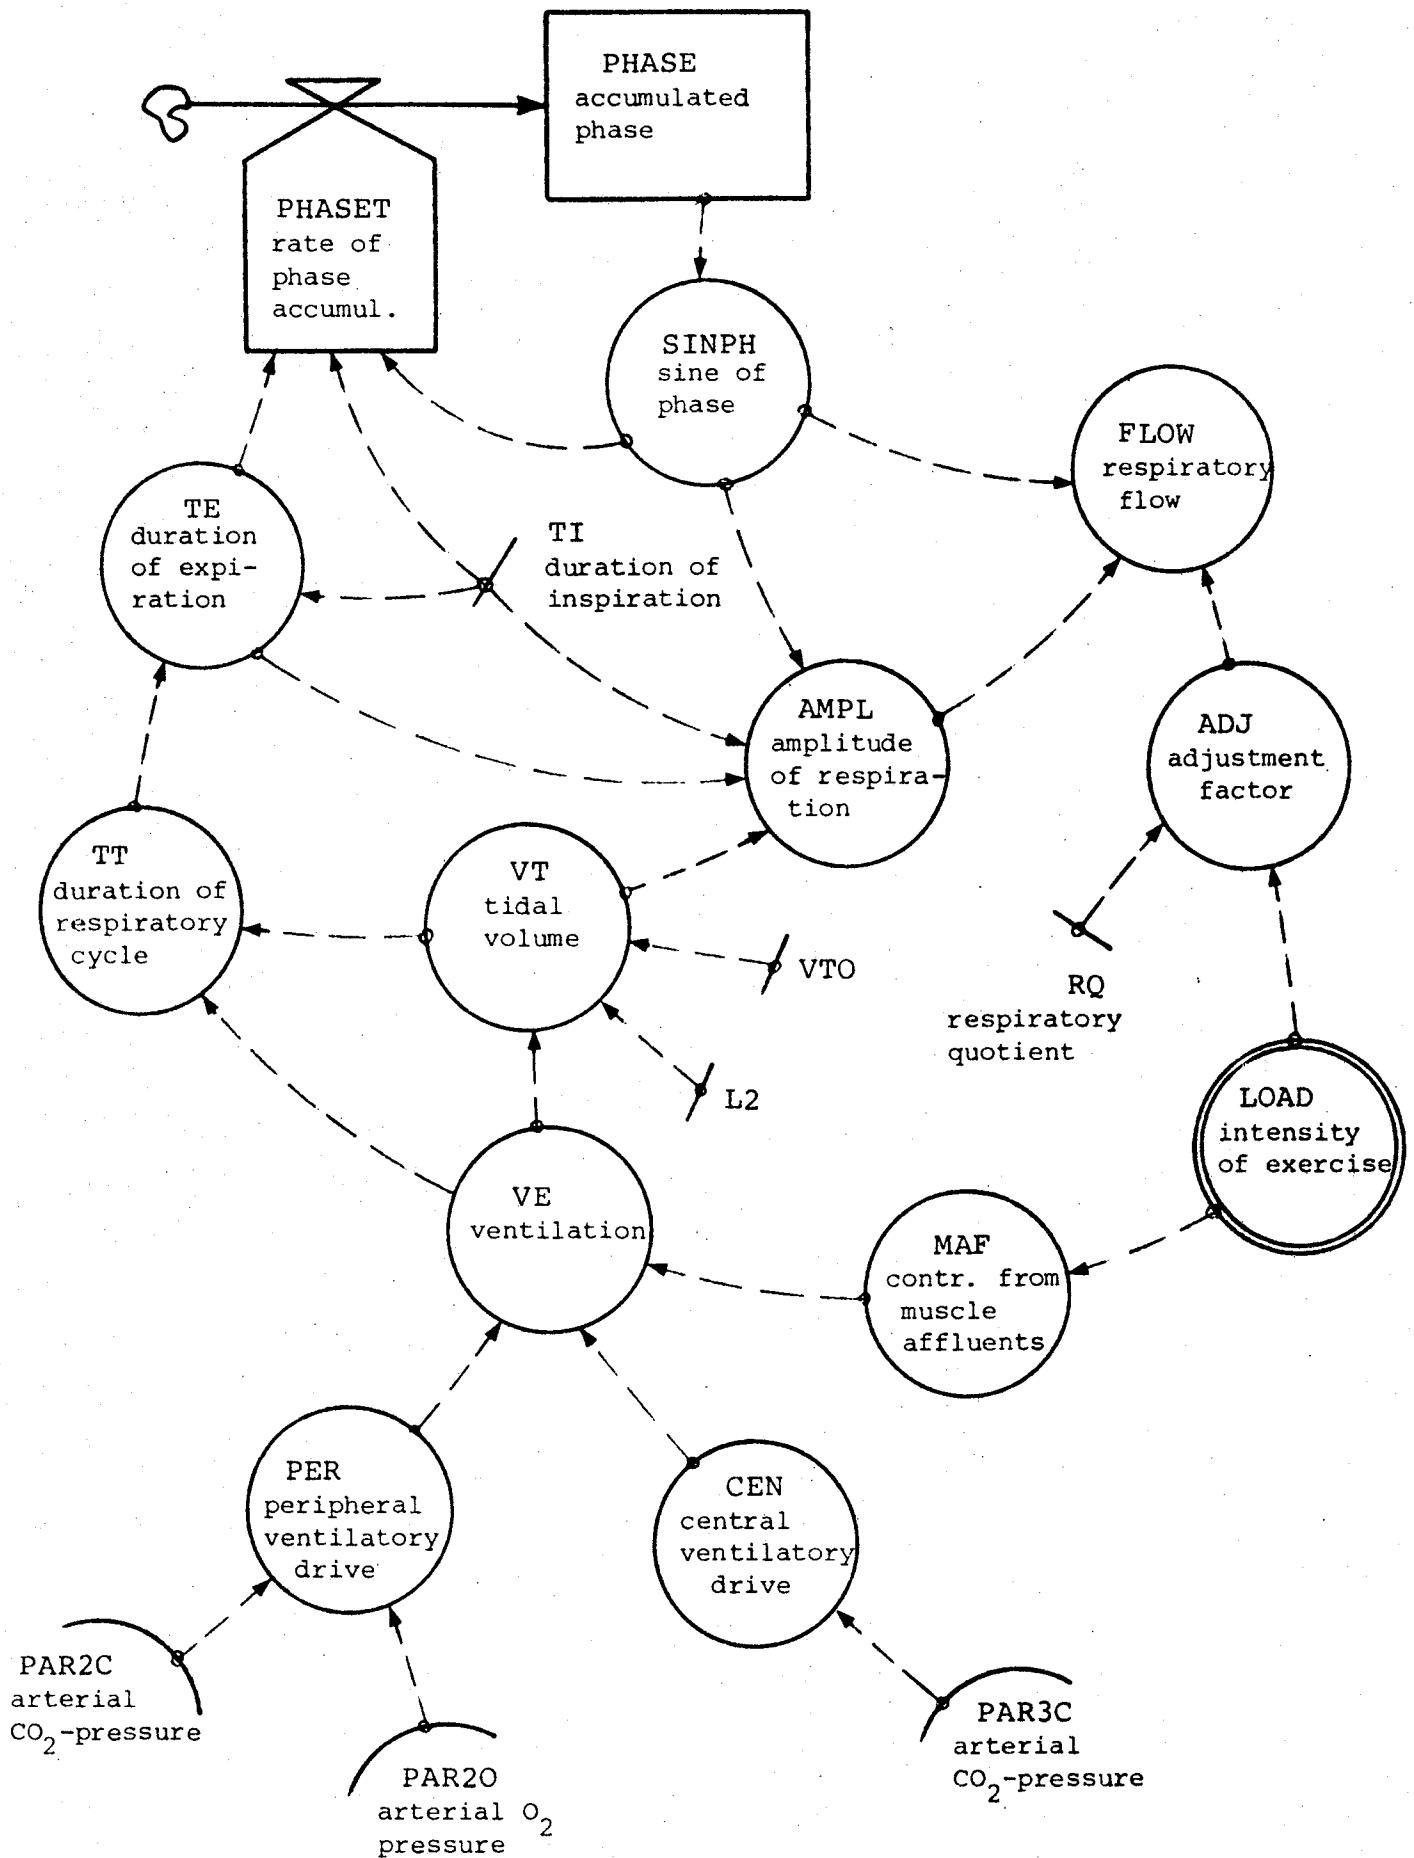 PHASE
accumulated
phase
PHASET
rate of
phase
accumul.
SINPH
sine of
phase
FLOW
respiratory
flow
TE
duration
of expi-
ration
TI
duration of
inspiration
AMPL
amplitude
of respira-
tion
ADJ
adjustment
factor
TT
duration of
respiratory
cycle
VT
tidal
volume
VTO
RQ
respiratory
quotient
L2
LOAD
intensity
of exercise
VE
ventilation
MAF
contr. from
muscle
affluents
PER
peripheral
ventilatory
drive
CEN
central
ventilatory
drive
PAR2C
arterial
CO2-pressure
PAR2O
arterial O2
pressure
PAR3C
arterial
CO2-pressure